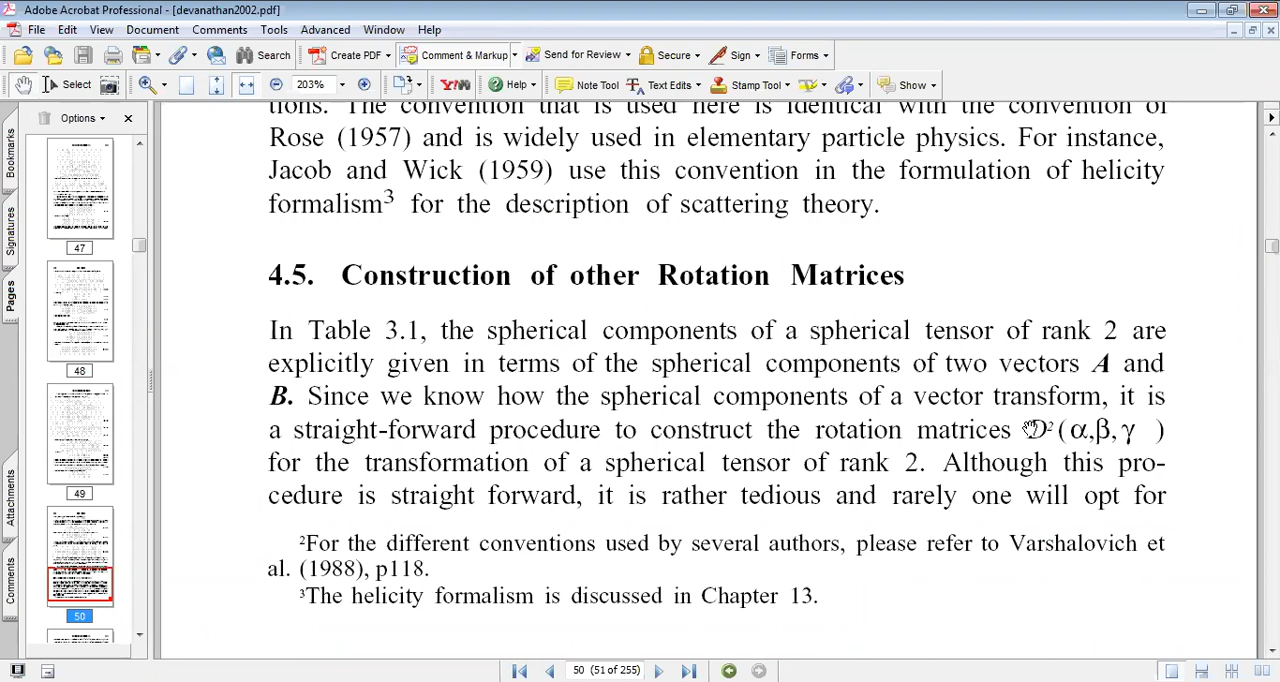 Adobe Acrobat Professional - [devanathan2002.pdf]
File Edit View Document Comments Tools Advanced Window Help
Search Create PDF Comment & Markup Send for Review Secure Sign Forms
Select 203% Y! Help Note Tool Text Edits Stamp Tool Show
Options
Bookmarks
Signatures
Pages
Attachments
Comments
47
48
49
50
tions. The convention that is used here is identical with the convention of
Rose (1957) and is widely used in elementary particle physics. For instance,
Jacob and Wick (1959) use this convention in the formulation of helicity
formalism³ for the description of scattering theory.
4.5. Construction of other Rotation Matrices
In Table 3.1, the spherical components of a spherical tensor of rank 2 are
explicitly given in terms of the spherical components of two vectors A and
B. Since we know how the spherical components of a vector transform, it is
a straight-forward procedure to construct the rotation matrices 𝒟²(α,β,γ )
for the transformation of a spherical tensor of rank 2. Although this pro-
cedure is straight forward, it is rather tedious and rarely one will opt for
²For the different conventions used by several authors, please refer to Varshalovich et
al. (1988), p118.
³The helicity formalism is discussed in Chapter 13.
50 (51 of 255)